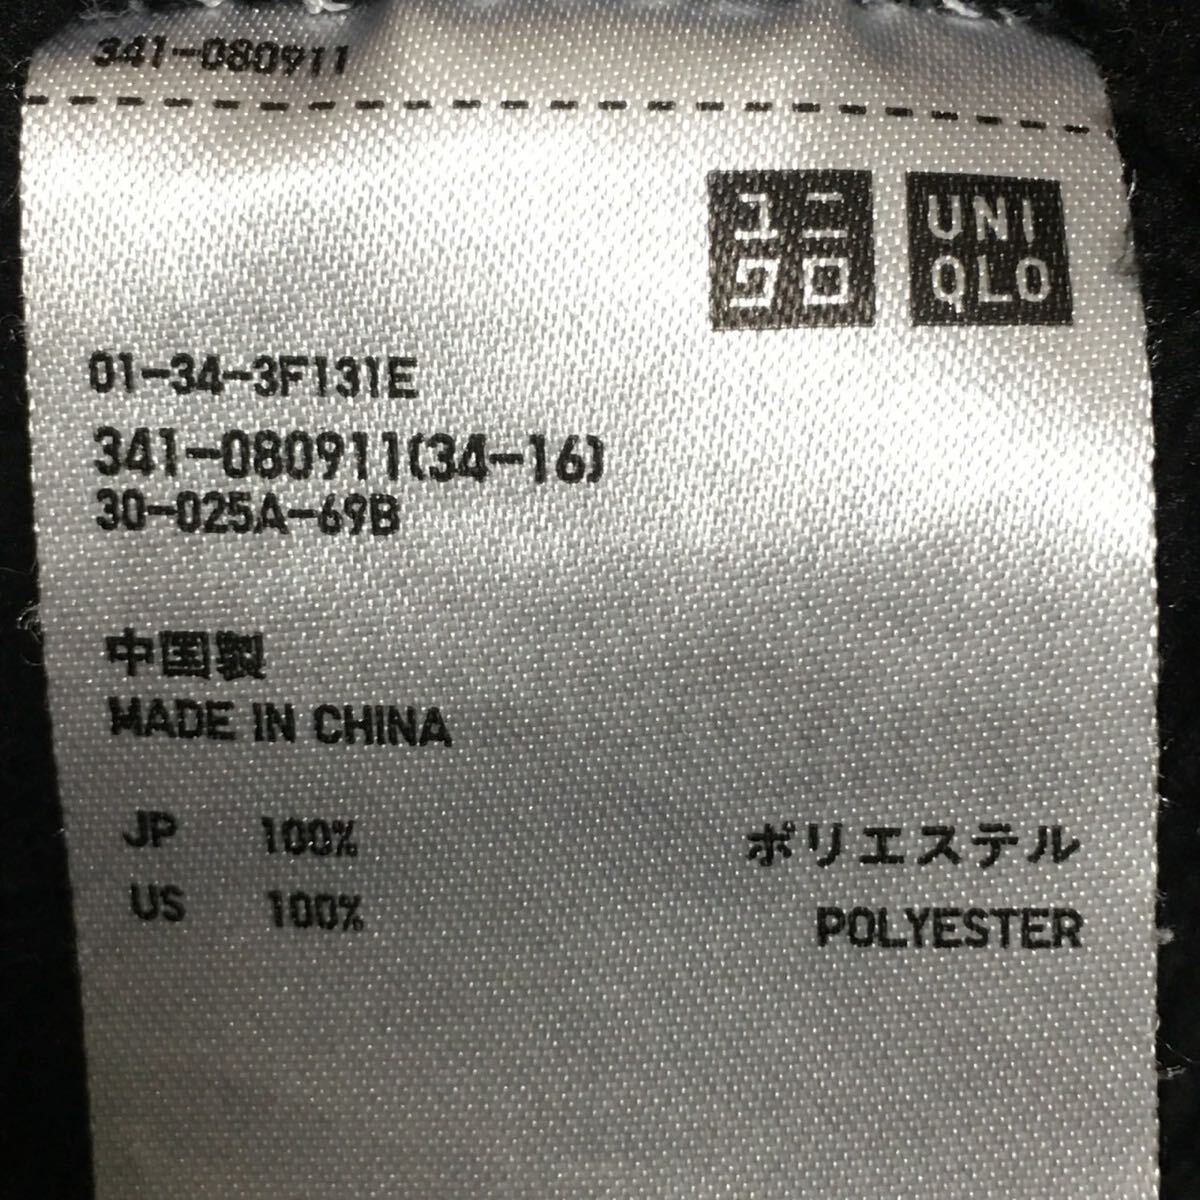 341-080911
ユニ
クロ
UNI
QLO
01-34-3F131E
341-080911(34-16)
30-025A-69B
中国製
MADE IN CHINA
JP 100% ポリエステル
US 100% POLYESTER